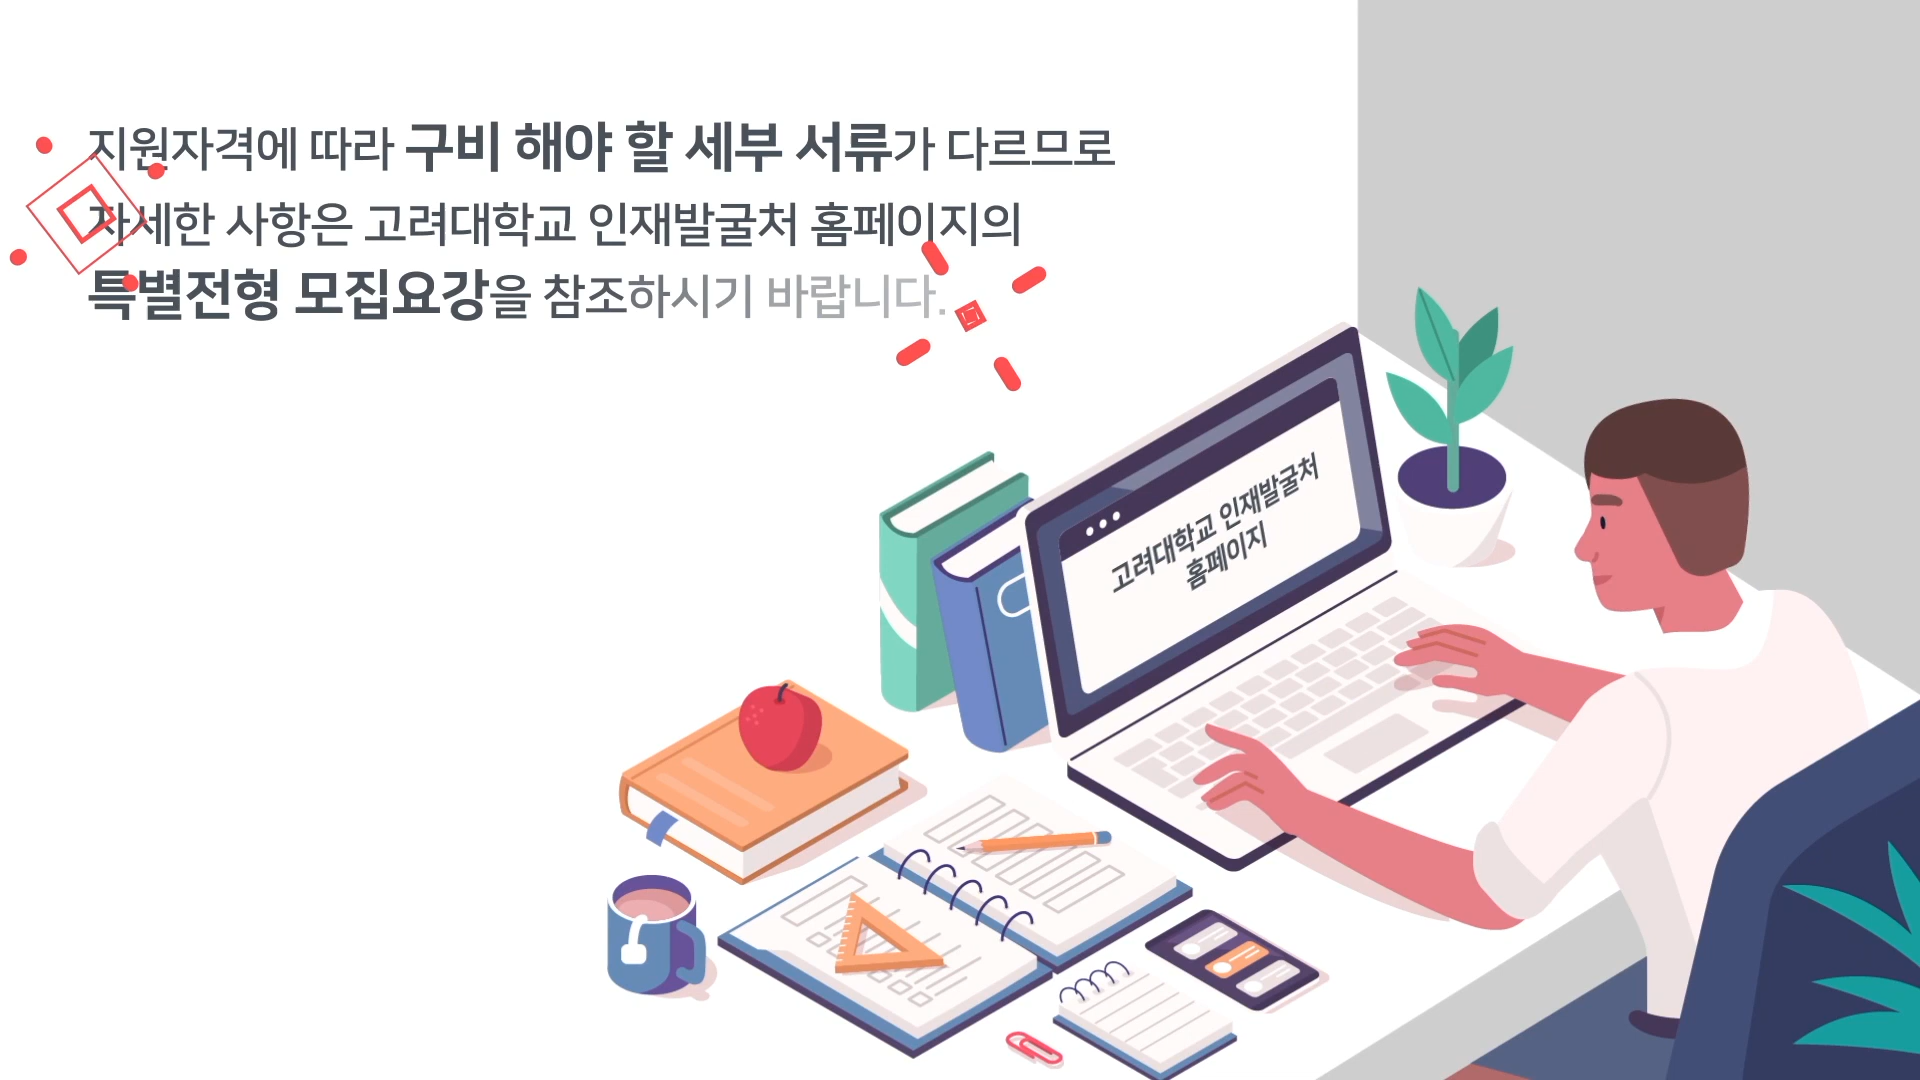 지원자격에 따라 구비 해야 할 세부 서류가 다르므로
자세한 사항은 고려대학교 인재발굴처 홈페이지의
특별전형 모집요강을 참조하시기 바랍니다.
고려대학교 인재발굴처
홈페이지